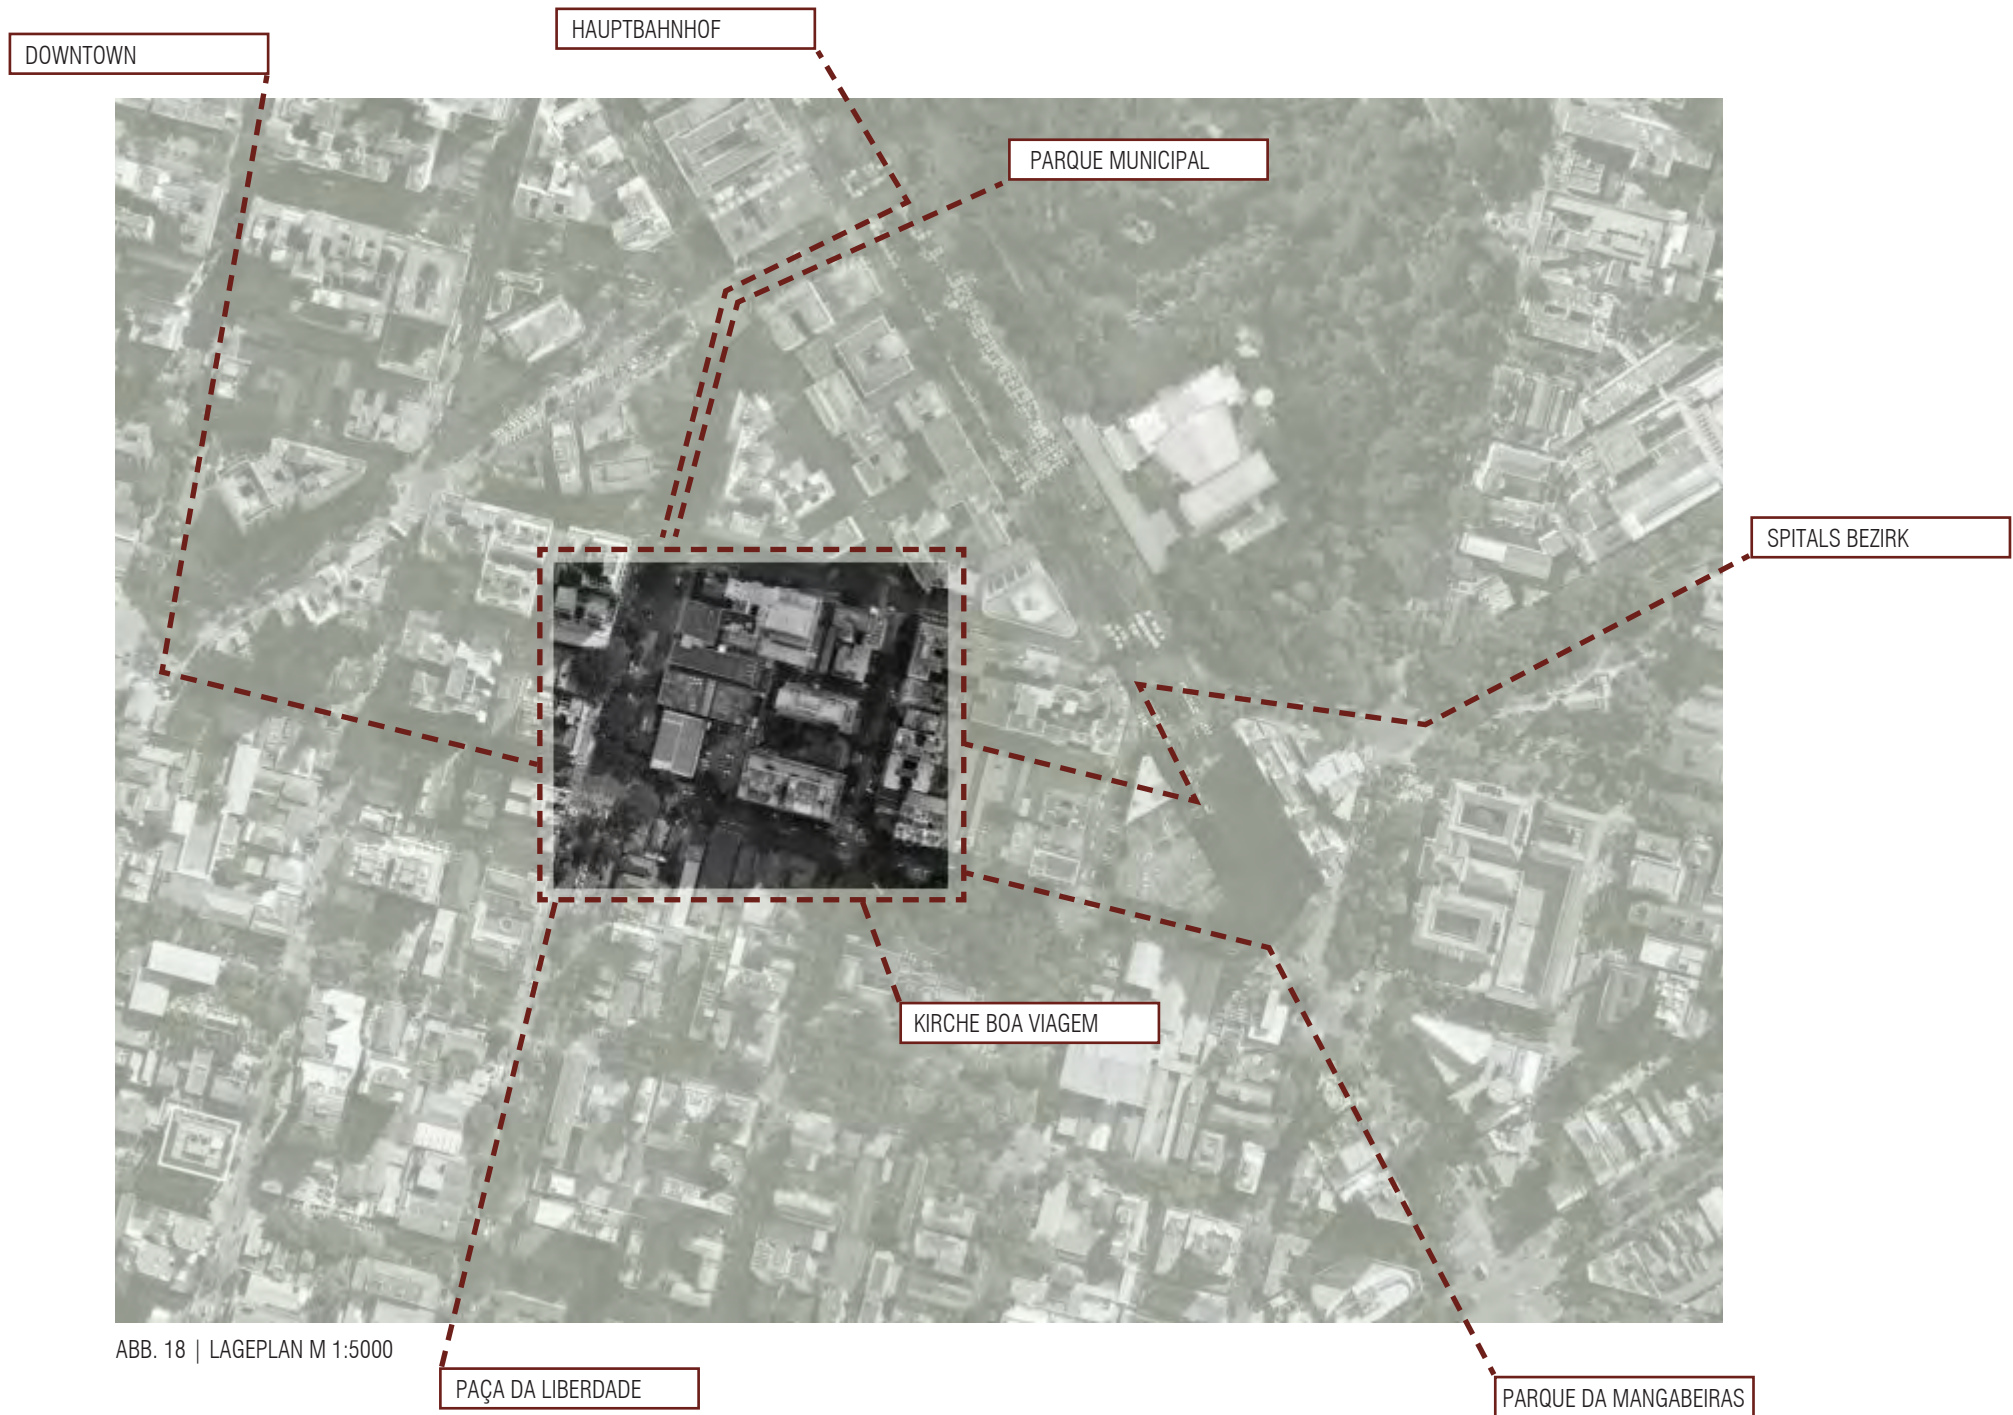 HAUPTBAHNHOF
DOWNTOWN
PARQUE MUNICIPAL
SPITALS BEZIRK
KIRCHE BOA VIAGEM
ABB. 18 | LAGEPLAN M 1:5000
PAÇA DA LIBERDADE
PARQUE DA MANGABEIRAS